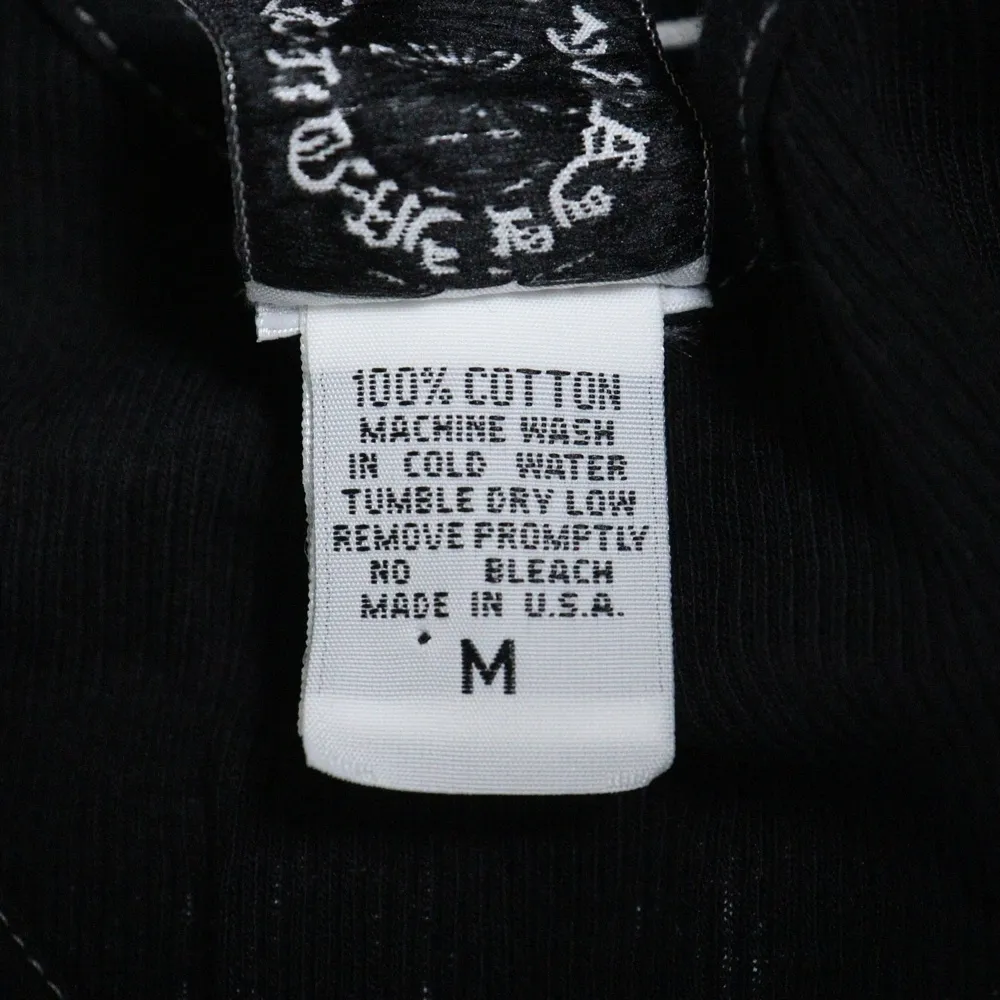 100% COTTON
MACHINE WASH
IN COLD WATER
TUMBLE DRY LOW
REMOVE PROMPTLY
NO BLEACH
MADE IN U.S.A.
M